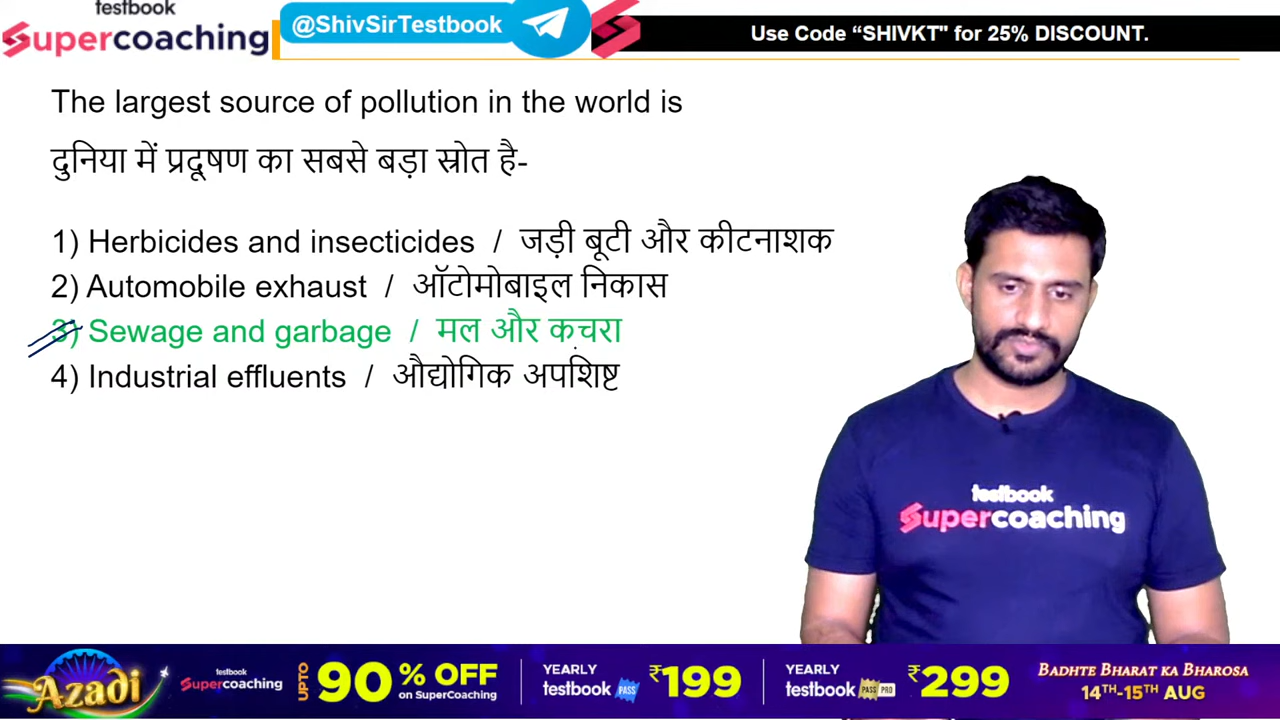 testbook
Supercoaching
@ShivSirTestbook
Use Code “SHIVKT" for 25% DISCOUNT.
The largest source of pollution in the world is
दुनिया में प्रदूषण का सबसे बड़ा स्रोत है-
1) Herbicides and insecticides / जड़ी बूटी और कीटनाशक
2) Automobile exhaust / ऑटोमोबाइल निकास
3) Sewage and garbage / मल और कचरा
4) Industrial effluents / औद्योगिक अपशिष्ट
testbook
Supercoaching
Azadi
testbook
Supercoaching
UPTO 90% OFF
on SuperCoaching
YEARLY
testbook PASS
₹199
YEARLY
testbook PASS PRO
₹299
BADHTE BHARAT KA BHAROSA
14TH-15TH AUG